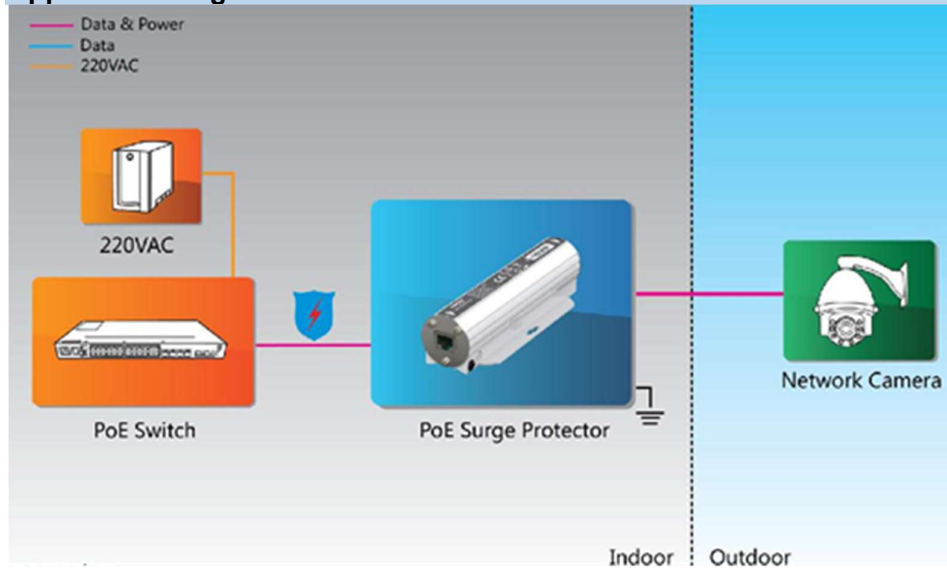 Data & Power
Data
220VAC
220VAC
PoE Switch
PoE Surge Protector
Network Camera
Indoor
Outdoor